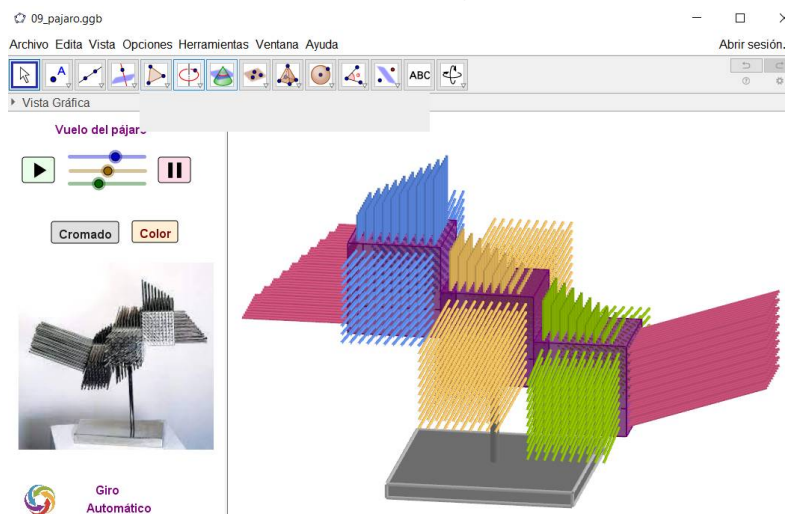 09_pajaro.ggb
Archivo Edita Vista Opciones Herramientas Ventana Ayuda
Abrir sesión.
A
ABC
Vista Gráfica
Vuelo del pájaro
Cromado
Color
Giro
Automático